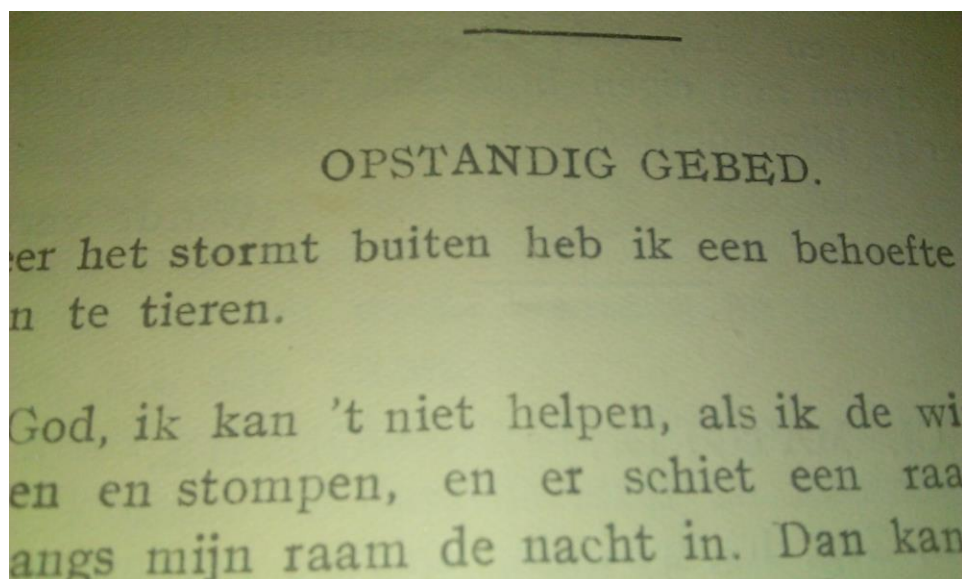 OPSTANDIG GEBED.
eer het stormt buiten heb ik een behoefte
n te tieren.
God, ik kan 't niet helpen, als ik de wi
en en stompen, en er schiet een raa
angs mijn raam de nacht in. Dan kan